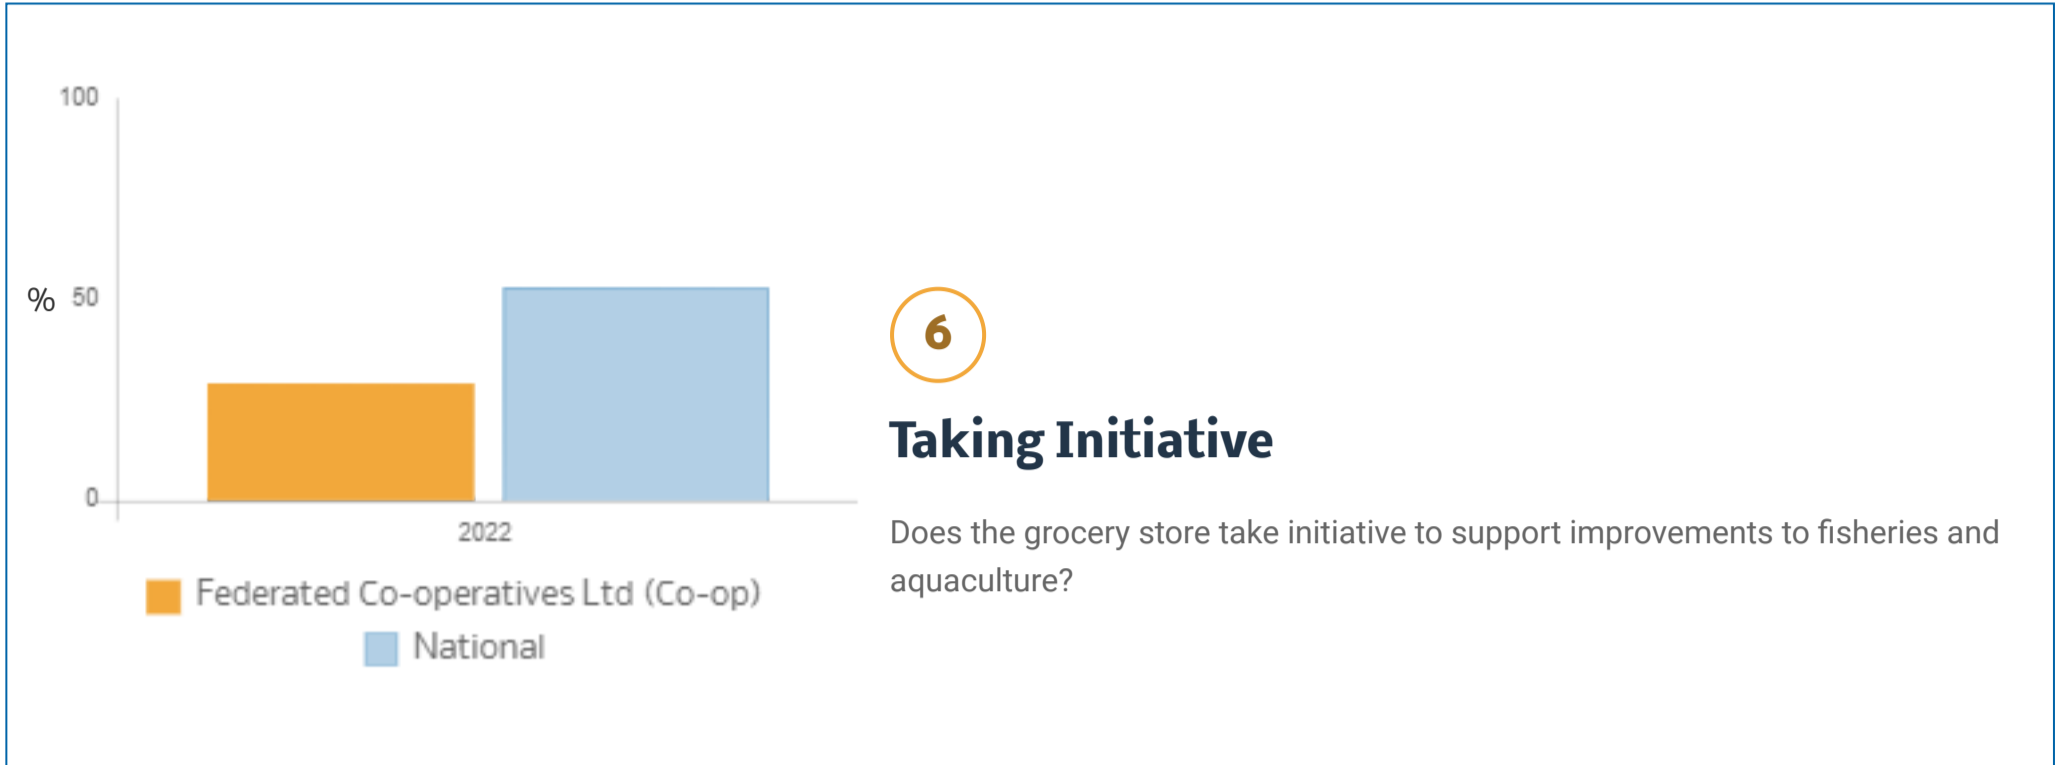 100
% 50
0
2022
Federated Co-operatives Ltd (Co-op)
National
6
Taking Initiative
Does the grocery store take initiative to support improvements to fisheries and
aquaculture?